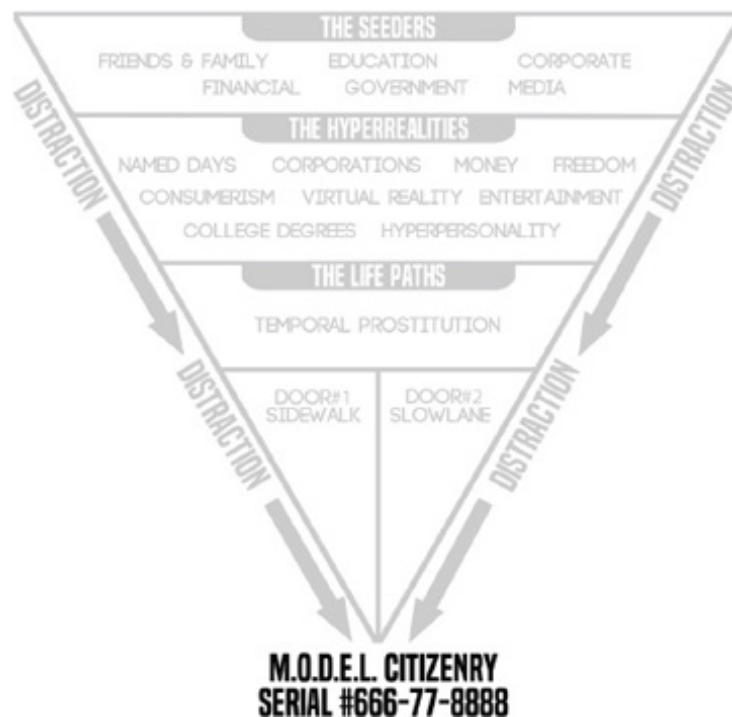 THE SEEDERS
FRIENDS & FAMILY EDUCATION CORPORATE
FINANCIAL GOVERNMENT MEDIA
DISTRACTION
DISTRACTION
THE HYPERREALITIES
NAMED DAYS CORPORATIONS MONEY FREEDOM
CONSUMERISM VIRTUAL REALITY ENTERTAINMENT
COLLEGE DEGREES HYPERPERSONALITY
THE LIFE PATHS
TEMPORAL PROSTITUTION
DISTRACTION
DISTRACTION
DOOR#1 DOOR#2
SIDEWALK SLOWLANE
M.O.D.E.L. CITIZENRY
SERIAL #666-77-8888